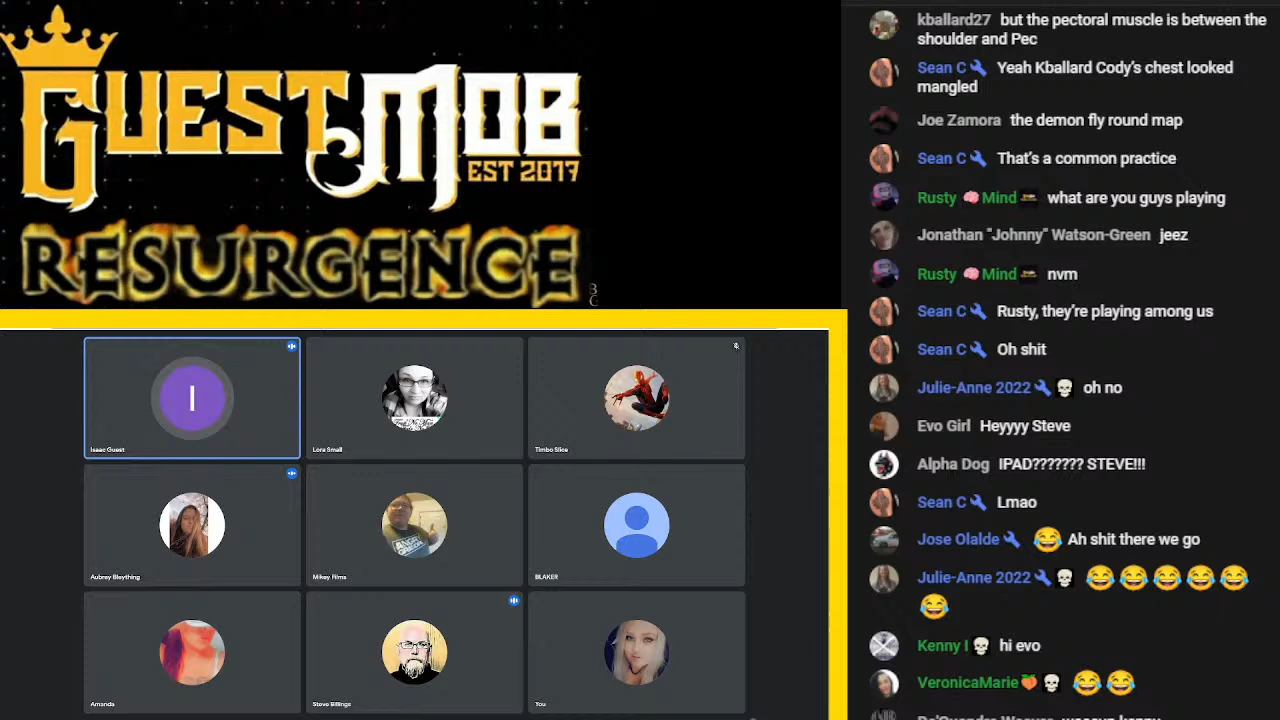 GUESTMOB
EST 2017
RESURGENCE
B
G
I
Isaac Guest
Lora Small
Timbo Slice
Aubrey Bleything
Mikey Films
BLAKER
Amanda
Steve Billings
You
kballard27 but the pectoral muscle is between the
shoulder and Pec
Sean C Yeah Kballard Cody’s chest looked
mangled
Joe Zamora the demon fly round map
Sean C That’s a common practice
Rusty Mind what are you guys playing
Jonathan "Johnny" Watson-Green jeez
Rusty Mind nvm
Sean C Rusty, they’re playing among us
Sean C Oh shit
Julie-Anne 2022 oh no
Evo Girl Heyyyy Steve
Alpha Dog IPAD??????? STEVE!!!
Sean C Lmao
Jose Olalde 😂 Ah shit there we go
Julie-Anne 2022 😂😂😂😂😂
😂
Kenny I hi evo
VeronicaMarie 😂😂